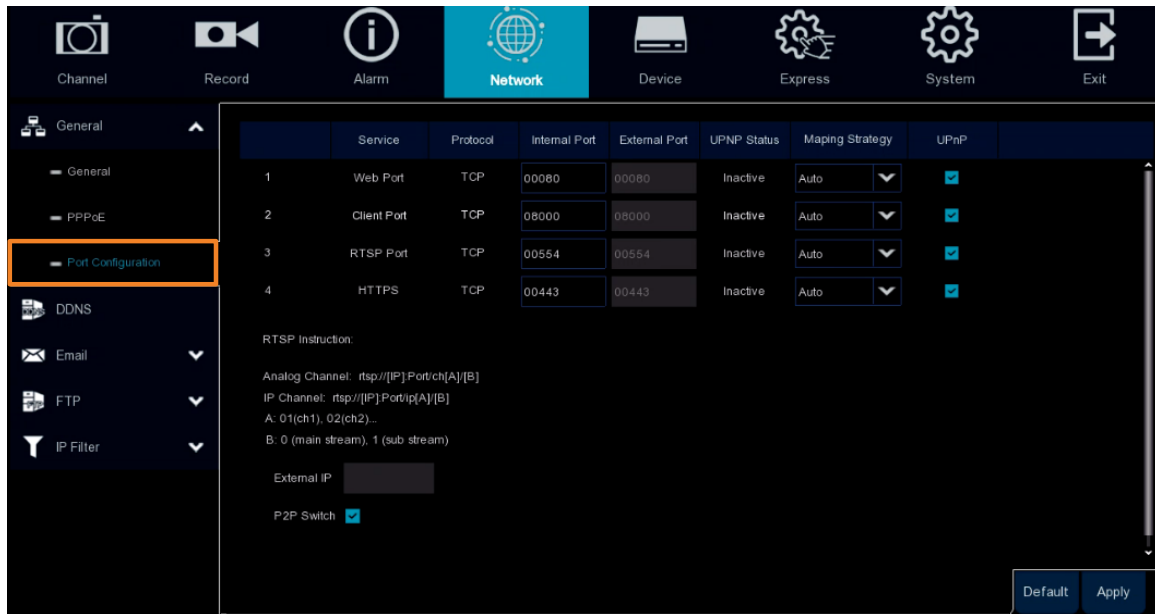 Channel Record Alarm Network Device Express System Exit
General
General
PPPoE
Port Configuration
DDNS
Email
FTP
IP Filter
Service Protocol Internal Port External Port UPNP Status Maping Strategy UPnP
1 Web Port TCP 00080 00080 Inactive Auto
2 Client Port TCP 08000 08000 Inactive Auto
3 RTSP Port TCP 00554 00554 Inactive Auto
4 HTTPS TCP 00443 00443 Inactive Auto
RTSP Instruction:
Analog Channel: rtsp://[IP]:Port/ch[A]/[B]
IP Channel: rtsp://[IP]:Port/ip[A]/[B]
A: 01(ch1), 02(ch2)...
B: 0 (main stream), 1 (sub stream)
External IP
P2P Switch
Default Apply